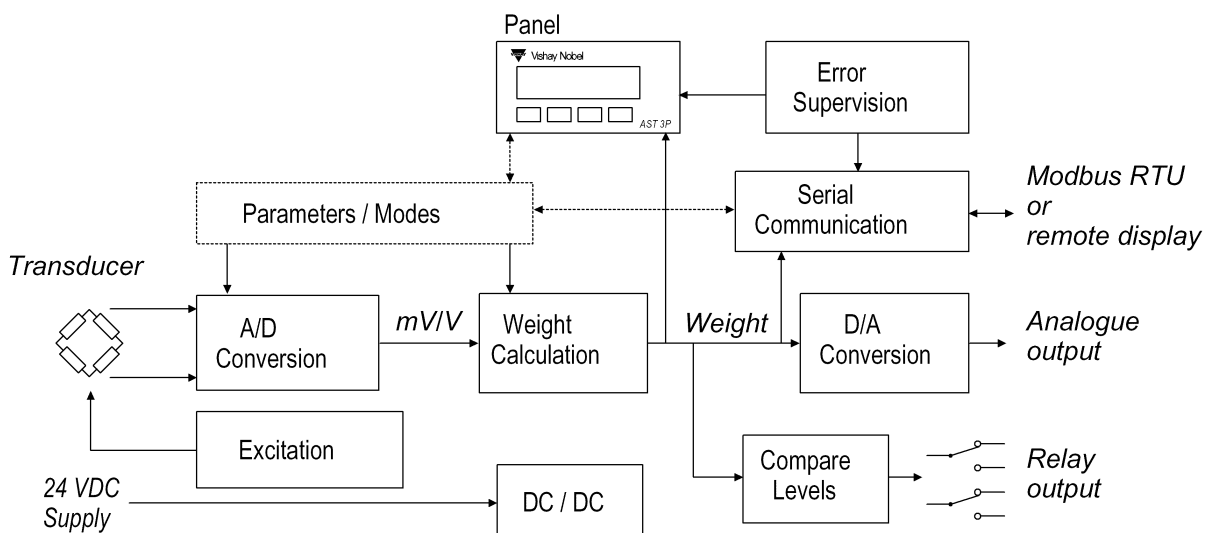 Panel
Vishay Nobel
AST 3P
Error
Supervision
Parameters / Modes
Serial
Communication
Modbus RTU
or
remote display
Transducer
A/D
Conversion
mV/V
Weight
Calculation
Weight
D/A
Conversion
Analogue
output
Excitation
24 VDC
Supply
DC / DC
Compare
Levels
Relay
output